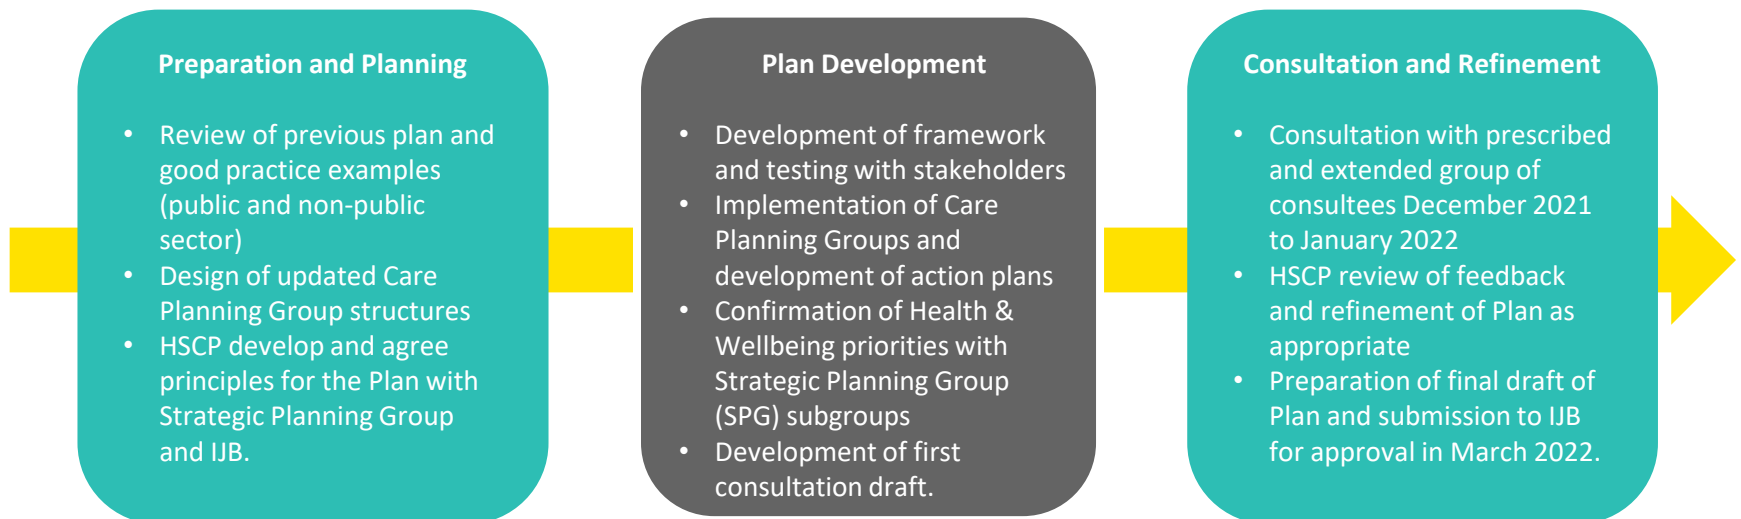 Preparation and Planning
• Review of previous plan and
good practice examples
(public and non-public
sector)
• Design of updated Care
Planning Group structures
• HSCP develop and agree
principles for the Plan with
Strategic Planning Group
and IJB.
Plan Development
• Development of framework
and testing with stakeholders
• Implementation of Care
Planning Groups and
development of action plans
• Confirmation of Health &
Wellbeing priorities with
Strategic Planning Group
(SPG) subgroups
• Development of first
consultation draft.
Consultation and Refinement
• Consultation with prescribed
and extended group of
consultees December 2021
to January 2022
• HSCP review of feedback
and refinement of Plan as
appropriate
• Preparation of final draft of
Plan and submission to IJB
for approval in March 2022.